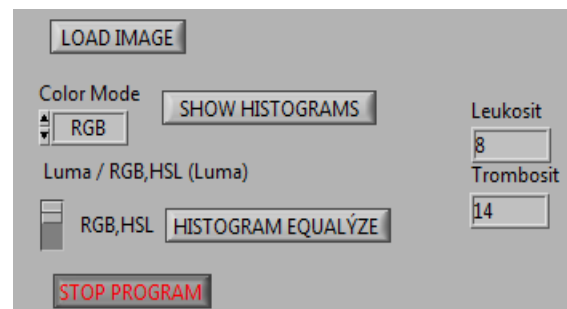 LOAD IMAGE
Color Mode
RGB
SHOW HISTOGRAMS
Luma / RGB,HSL (Luma)
RGB,HSL
HISTOGRAM EQUALÝZE
STOP PROGRAM
Leukosit
8
Trombosit
14